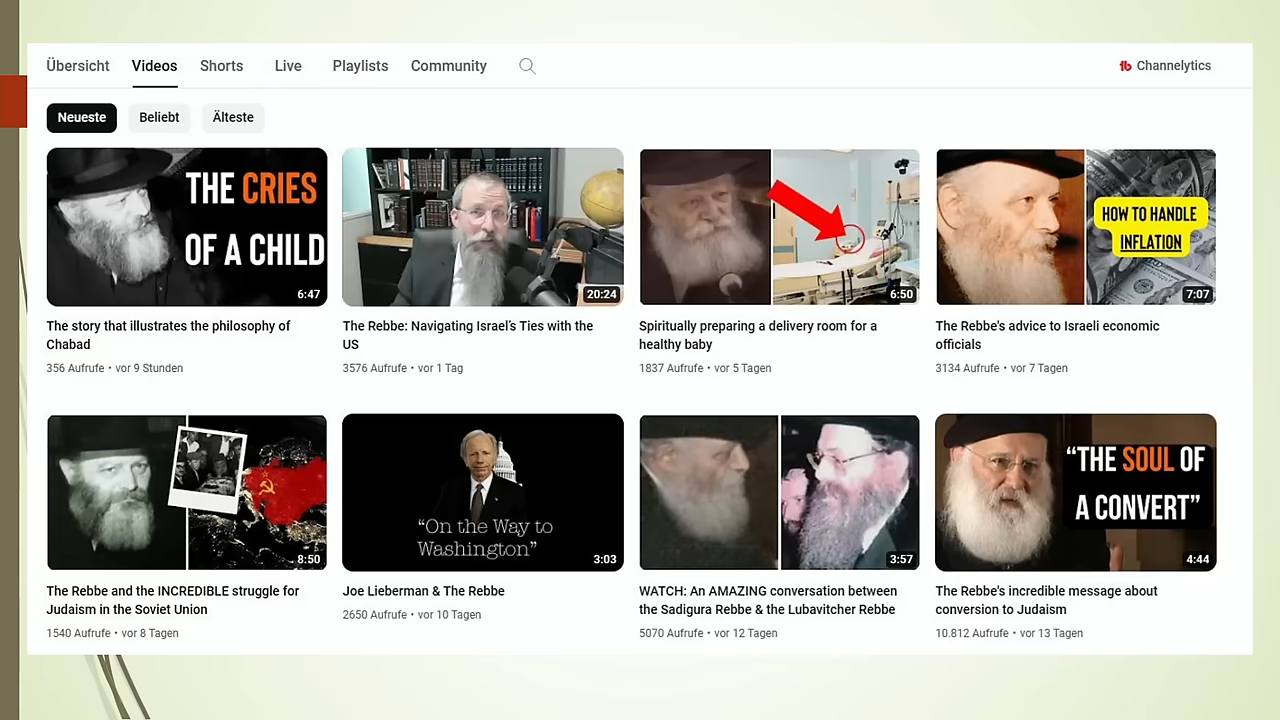 Übersicht Videos Shorts Live Playlists Community Channelytics
Neueste Beliebt Älteste
THE CRIES
OF A CHILD
6:47
20:24
6:50
HOW TO HANDLE
INFLATION
7:07
The story that illustrates the philosophy of
Chabad
356 Aufrufe • vor 9 Stunden
The Rebbe: Navigating Israel's Ties with the
US
3576 Aufrufe • vor 1 Tag
Spiritually preparing a delivery room for a
healthy baby
1837 Aufrufe • vor 5 Tagen
The Rebbe's advice to Israeli economic
officials
3134 Aufrufe • vor 7 Tagen
8:50
“On the Way to
Washington”
3:03
3:57
“THE SOUL OF
A CONVERT”
4:44
The Rebbe and the INCREDIBLE struggle for
Judaism in the Soviet Union
1540 Aufrufe • vor 8 Tagen
Joe Lieberman & The Rebbe
2650 Aufrufe • vor 10 Tagen
WATCH: An AMAZING conversation between
the Sadigura Rebbe & the Lubavitcher Rebbe
5070 Aufrufe • vor 12 Tagen
The Rebbe's incredible message about
conversion to Judaism
10.812 Aufrufe • vor 13 Tagen